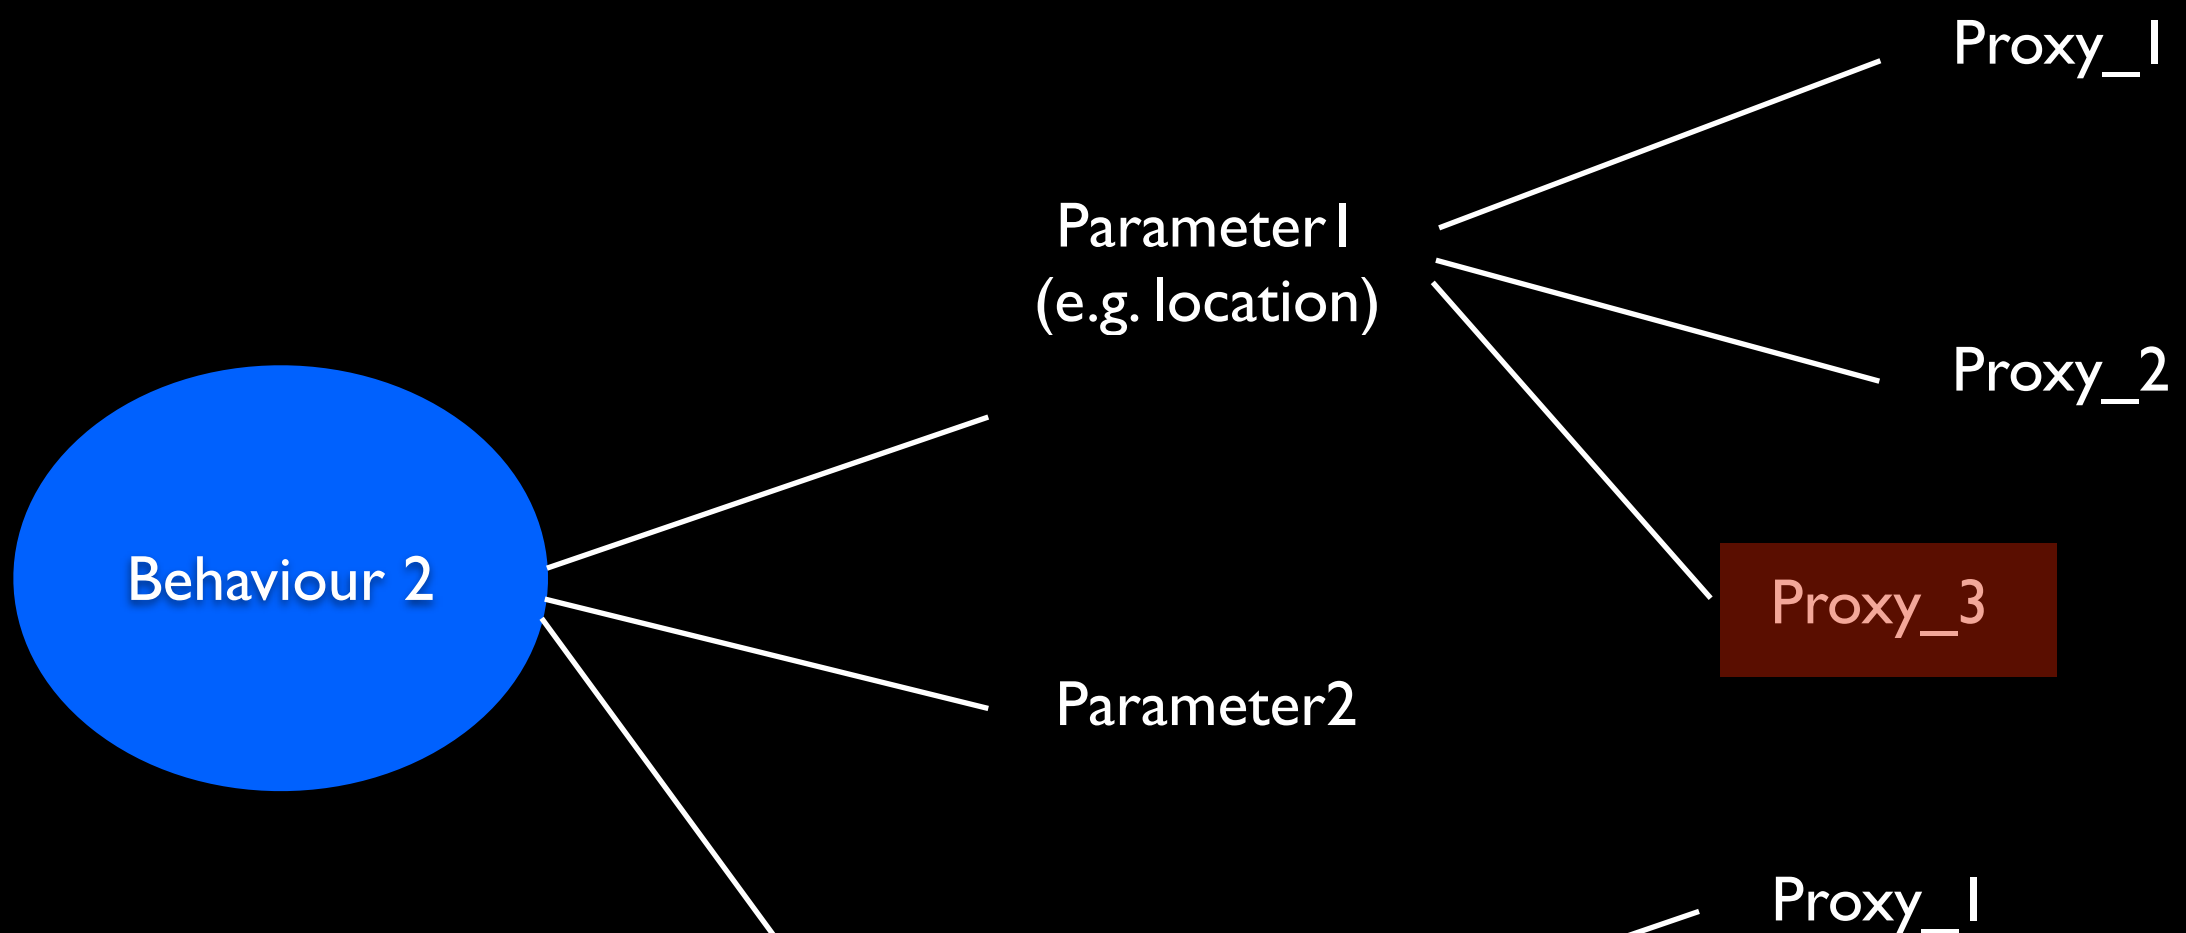 Proxy_1
Parameter1
(e.g. location)
Proxy_2
Behaviour 2
Proxy_3
Parameter2
Proxy_1